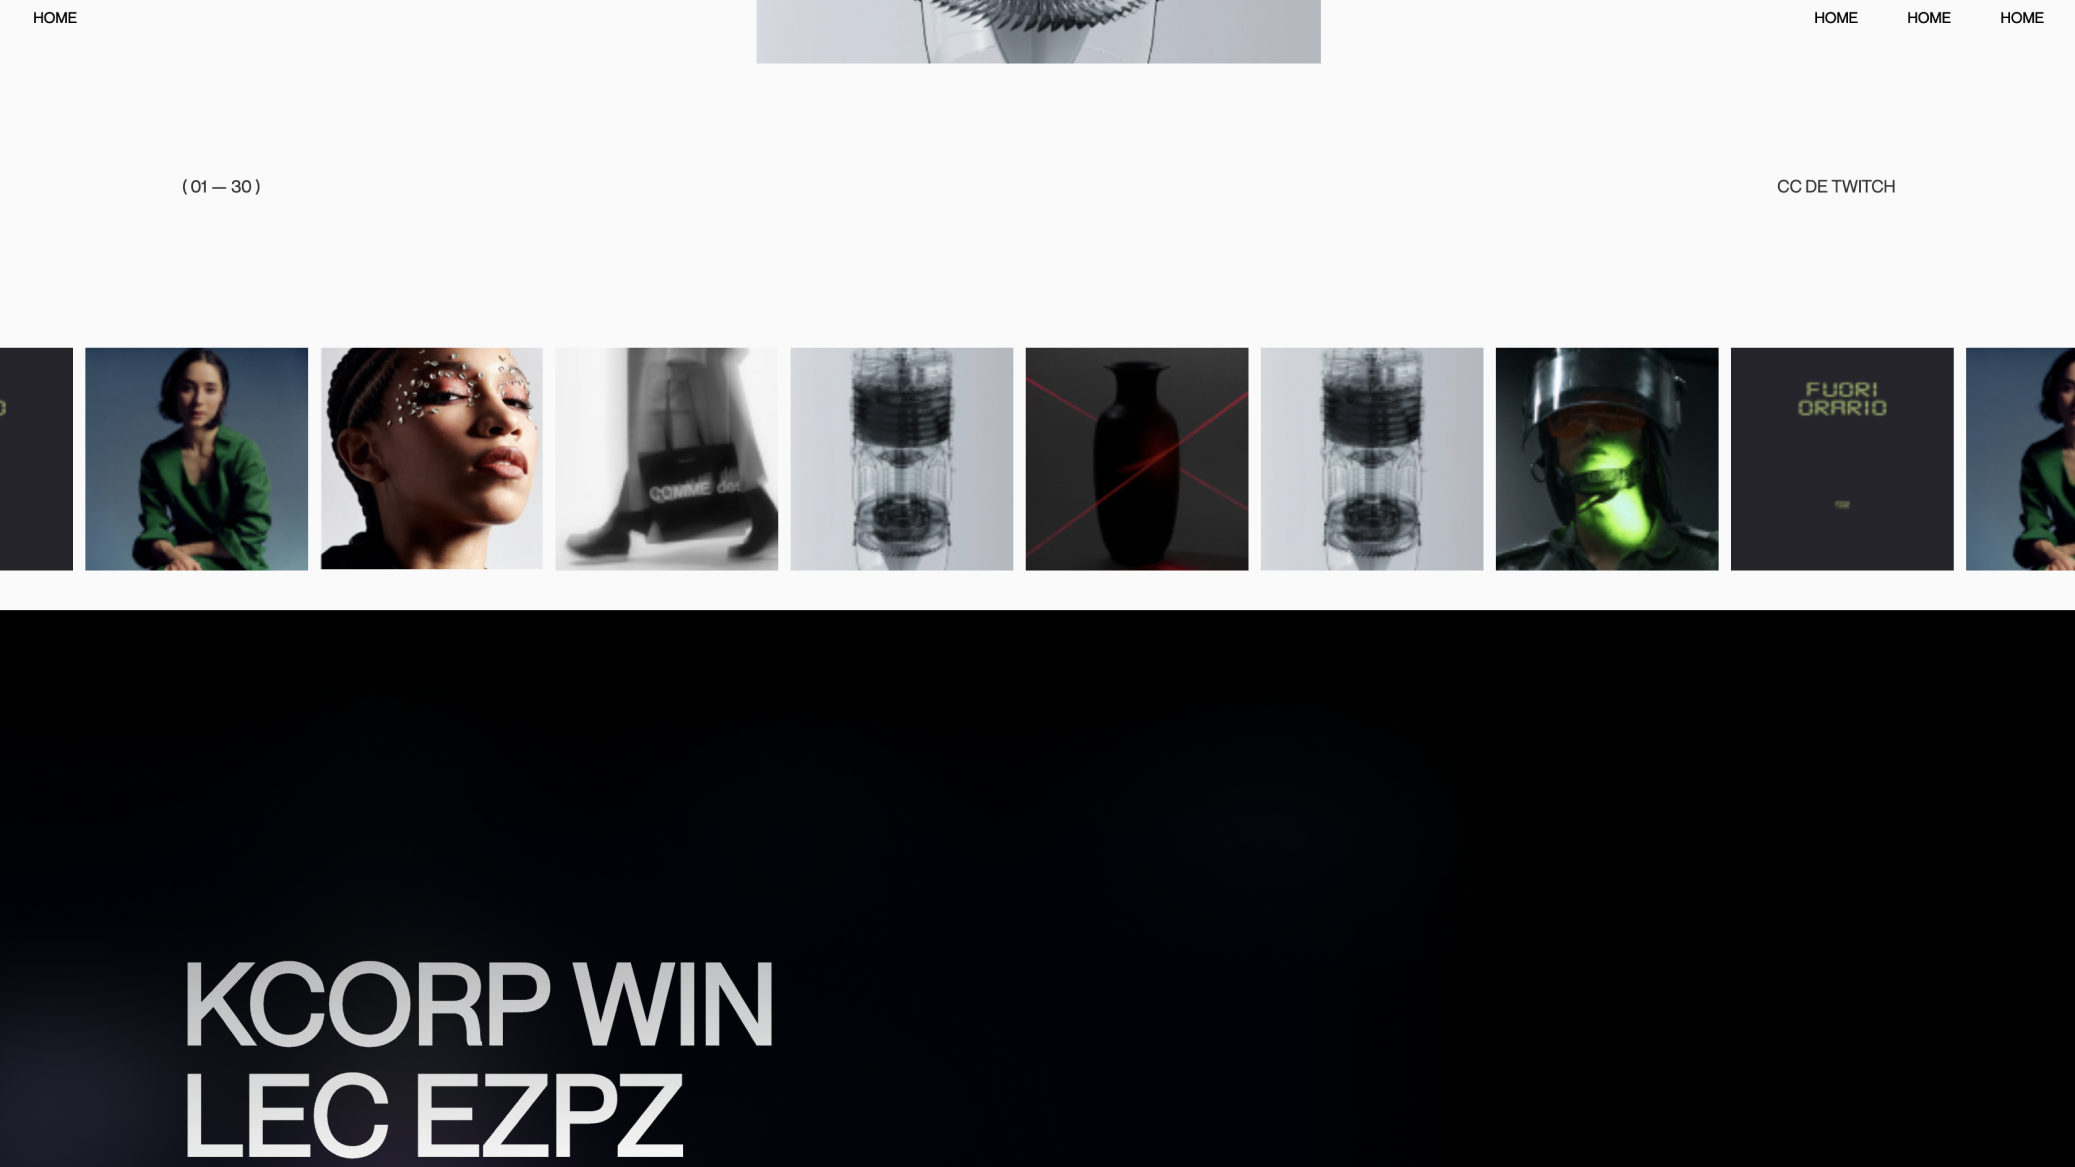 HOME
HOME
HOME
HOME
( 01 — 30 )
CC DE TWITCH
COMME des
FUORI
ORARIO
KCORP WIN
LEC EZPZ